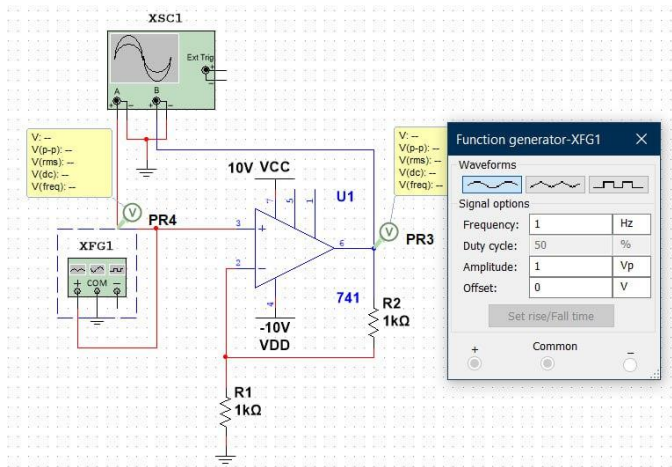 XSC1
Ext Trig
+
–
A
B
+
–
+
–
V: --
V(p-p): --
V(rms): --
V(dc): --
V(freq): --
V
PR4
XFG1
+
COM
–
10V
VCC
U1
7
5
1
3
+
2
–
6
4
741
-10V
VDD
V: --
V(p-p): --
V(rms): --
V(dc): --
V(freq): --
V
PR3
R2
1kΩ
R1
1kΩ
Function generator-XFG1
Waveforms
Signal options
Frequency: 1 Hz
Duty cycle: 50 %
Amplitude: 1 Vp
Offset: 0 V
Set rise/Fall time
+ Common –